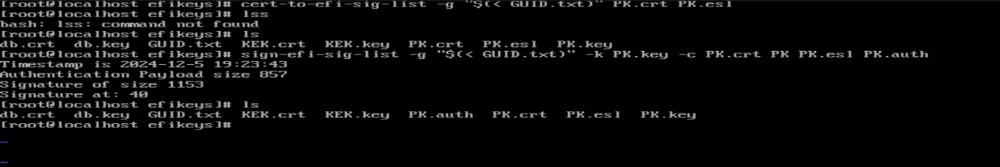 [root@localhost efikeys]# cert-to-efi-sig-list -g "$(< GUID.txt)" PK.crt PK.esl
[root@localhost efikeys]# lss
bash: lss: command not found
[root@localhost efikeys]# ls
db.crt  db.key  GUID.txt  KEK.crt  KEK.key  PK.crt  PK.esl  PK.key
[root@localhost efikeys]# sign-efi-sig-list -g "$(< GUID.txt)" -k PK.key -c PK.crt PK PK.esl PK.auth
Timestamp is 2024-12-5 19:23:43
Authentication Payload size 857
Signature of size 1153
Signature at: 40
[root@localhost efikeys]# ls
db.crt  db.key  GUID.txt  KEK.crt  KEK.key  PK.auth  PK.crt  PK.esl  PK.key
[root@localhost efikeys]#
~
~